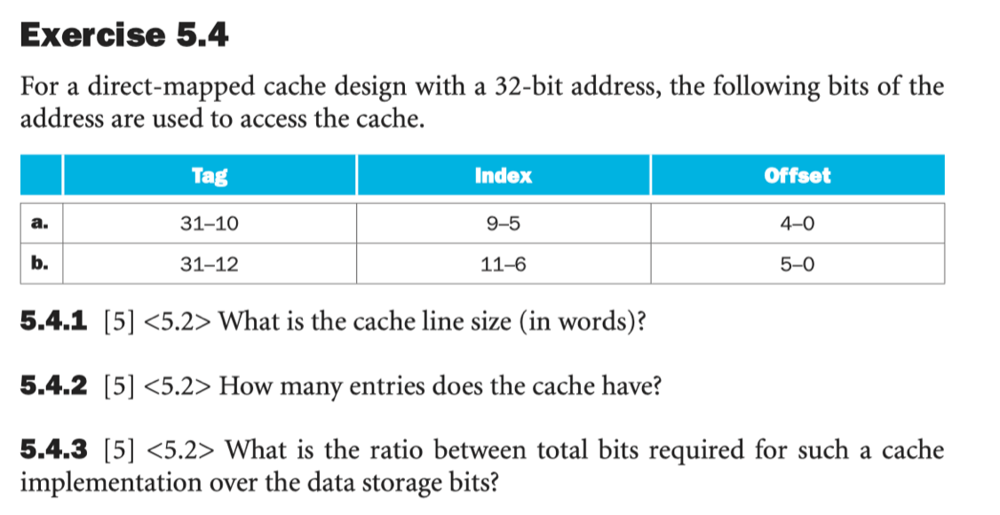 Exercise 5.4
For a direct-mapped cache design with a 32-bit address, the following bits of the
address are used to access the cache.
Tag Index Offset
a. 31–10 9–5 4–0
b. 31–12 11–6 5–0
5.4.1 [5] <5.2> What is the cache line size (in words)?
5.4.2 [5] <5.2> How many entries does the cache have?
5.4.3 [5] <5.2> What is the ratio between total bits required for such a cache
implementation over the data storage bits?